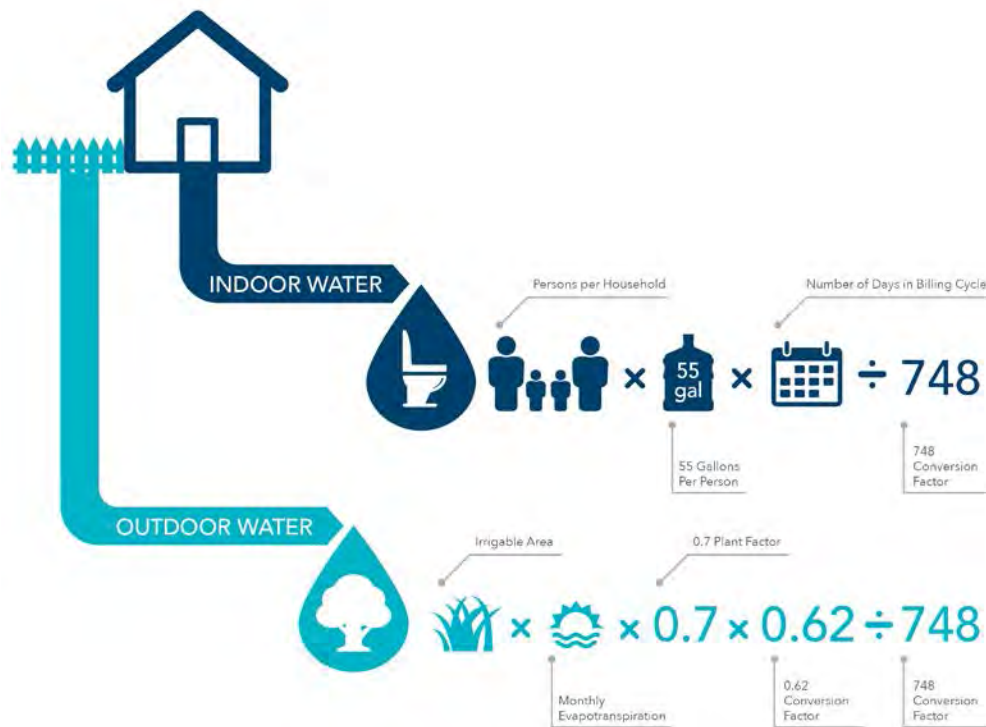 INDOOR WATER
Persons per Household
Number of Days in Billing Cycle
× 55 gal × ÷ 748
55 Gallons
Per Person
748
Conversion
Factor
OUTDOOR WATER
Irrigable Area
0.7 Plant Factor
× × 0.7 × 0.62 ÷ 748
Monthly
Evapotranspiration
0.62
Conversion
Factor
748
Conversion
Factor